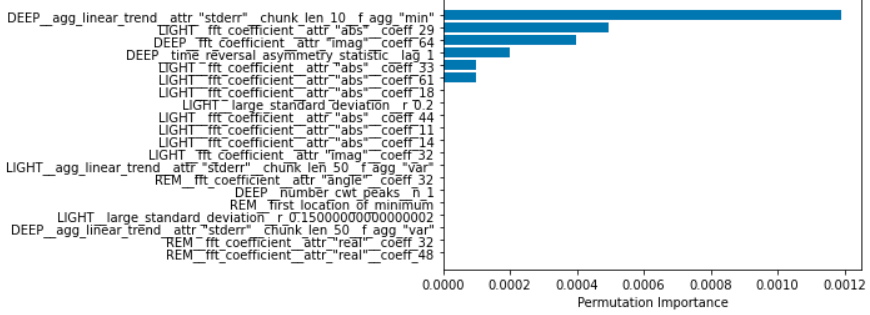 DEEP__agg_linear_trend__attr_"stderr"__chunk_len_10__f_agg_"min"
LIGHT__fft_coefficient__attr_"abs"__coeff_29
DEEP__fft_coefficient__attr_"imag"__coeff_64
DEEP__time_reversal_asymmetry_statistic__lag_1
LIGHT__fft_coefficient__attr_"abs"__coeff_33
LIGHT__fft_coefficient__attr_"abs"__coeff_61
LIGHT__fft_coefficient__attr_"abs"__coeff_18
LIGHT__large_standard_deviation__r_0.2
LIGHT__fft_coefficient__attr_"abs"__coeff_44
LIGHT__fft_coefficient__attr_"abs"__coeff_11
LIGHT__fft_coefficient__attr_"abs"__coeff_14
LIGHT__fft_coefficient__attr_"imag"__coeff_32
LIGHT__agg_linear_trend__attr_"stderr"__chunk_len_50__f_agg_"var"
REM__fft_coefficient__attr_"angle"__coeff_32
DEEP__number_cwt_peaks__n_1
REM__first_location_of_minimum
LIGHT__large_standard_deviation__r_0.15000000000000002
DEEP__agg_linear_trend__attr_"stderr"__chunk_len_50__f_agg_"var"
REM__fft_coefficient__attr_"real"__coeff_32
REM__fft_coefficient__attr_"real"__coeff_48
0.0000 0.0002 0.0004 0.0006 0.0008 0.0010 0.0012
Permutation Importance